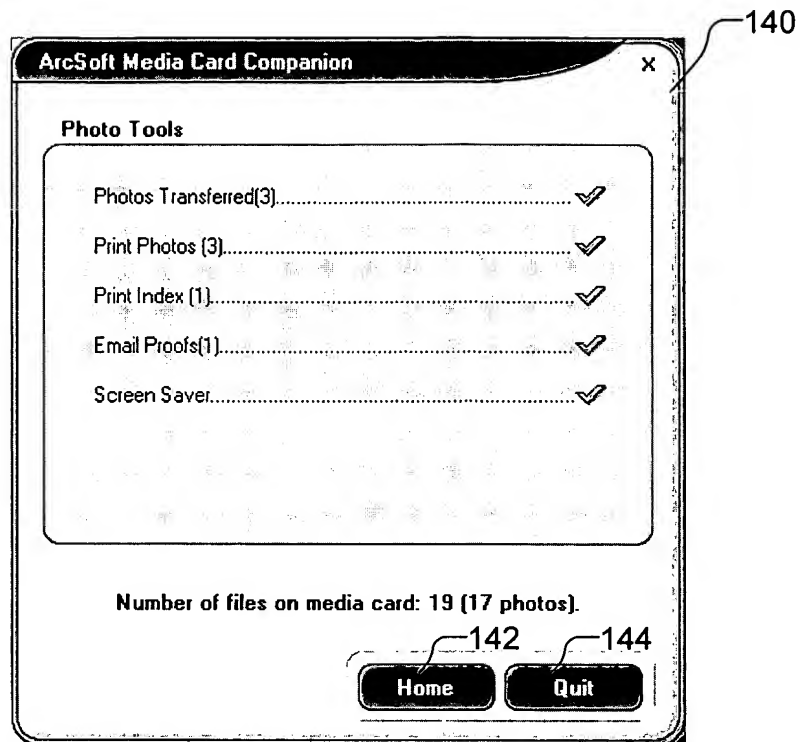 140
ArcSoft Media Card Companion x
Photo Tools
Photos Transferred(3)
Print Photos (3)
Print Index (1)
Email Proofs(1)
Screen Saver
Number of files on media card: 19 (17 photos).
142 144
Home Quit